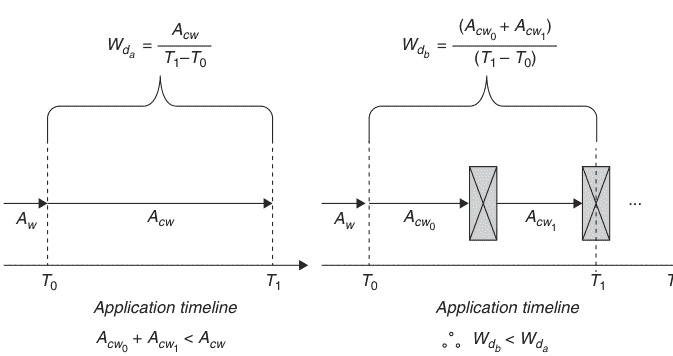 W_{d_a} = \frac{A_{cw}}{T_1 – T_0}
W_{d_b} = \frac{(A_{cw_0} + A_{cw_1})}{(T_1 – T_0)}
A_w A_{cw}
A_w A_{cw_0} A_{cw_1} ...
T_0 T_1
T_0 T_1 T
Application timeline
Application timeline
A_{cw_0} + A_{cw_1} < A_{cw}
∴ W_{d_b} < W_{d_a}